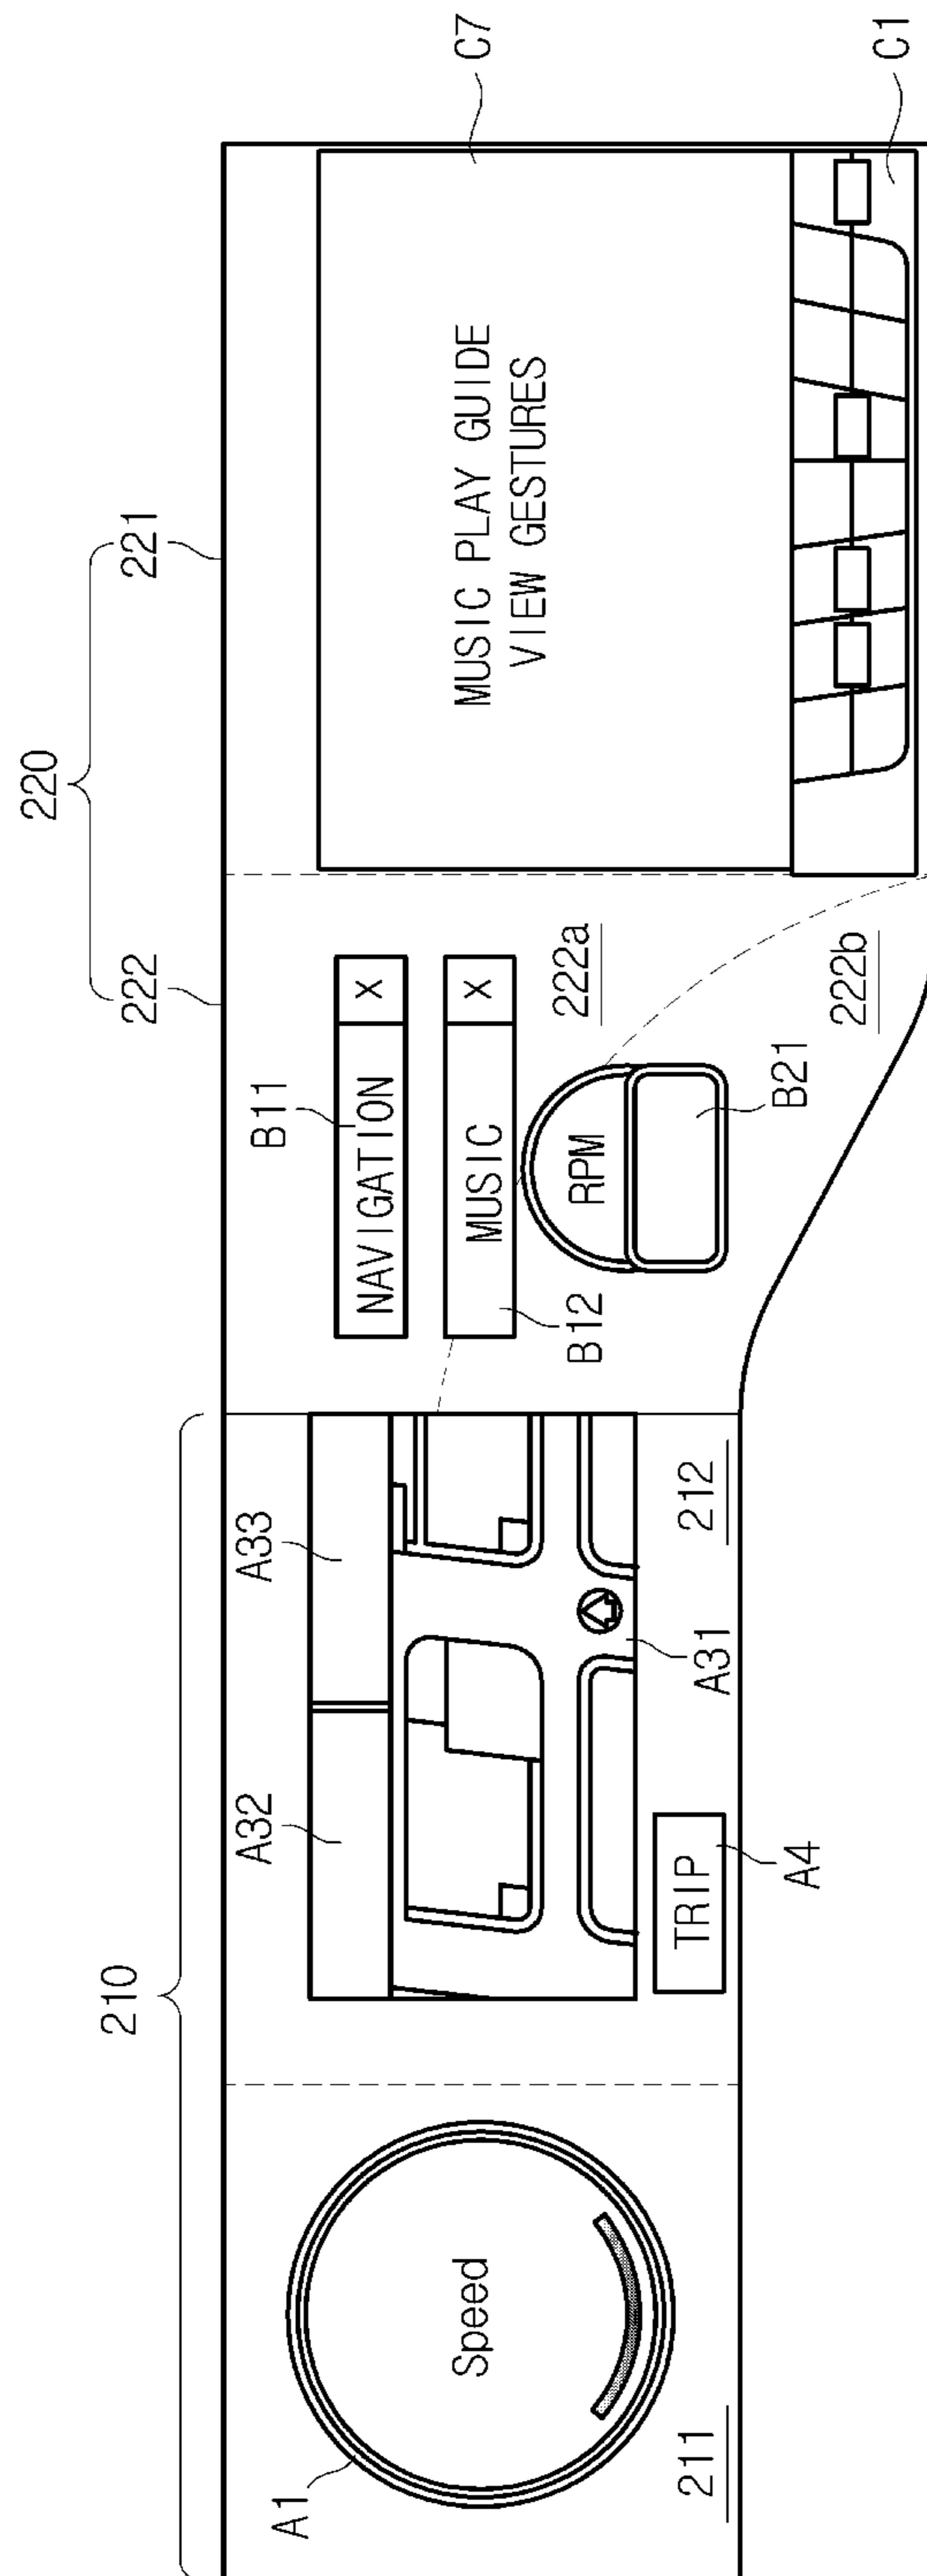 220
210
222
221
A32
A33
B11
NAVIGATION
X
C7
A1
Speed
MUSIC
X
MUSIC PLAY GUIDE
VIEW GESTURES
222a
RPM
B12
211
TRIP
A31
212
B21
222b
A4
C1